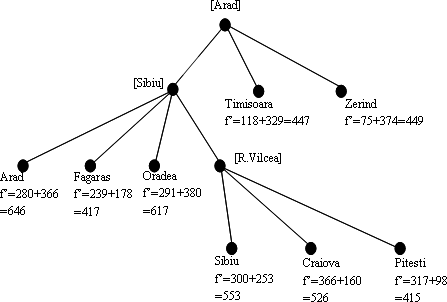 [Arad]
[Sibiu]
Timisoara
f'=118+329=447
Zerind
f'=75+374=449
[R.Vilcea]
Arad
f'=280+366
=646
Fagaras
f'=239+178
=417
Oradea
f'=291+380
=617
Sibiu
f'=300+253
=553
Craiova
f'=366+160
=526
Pitesti
f'=317+98
=415